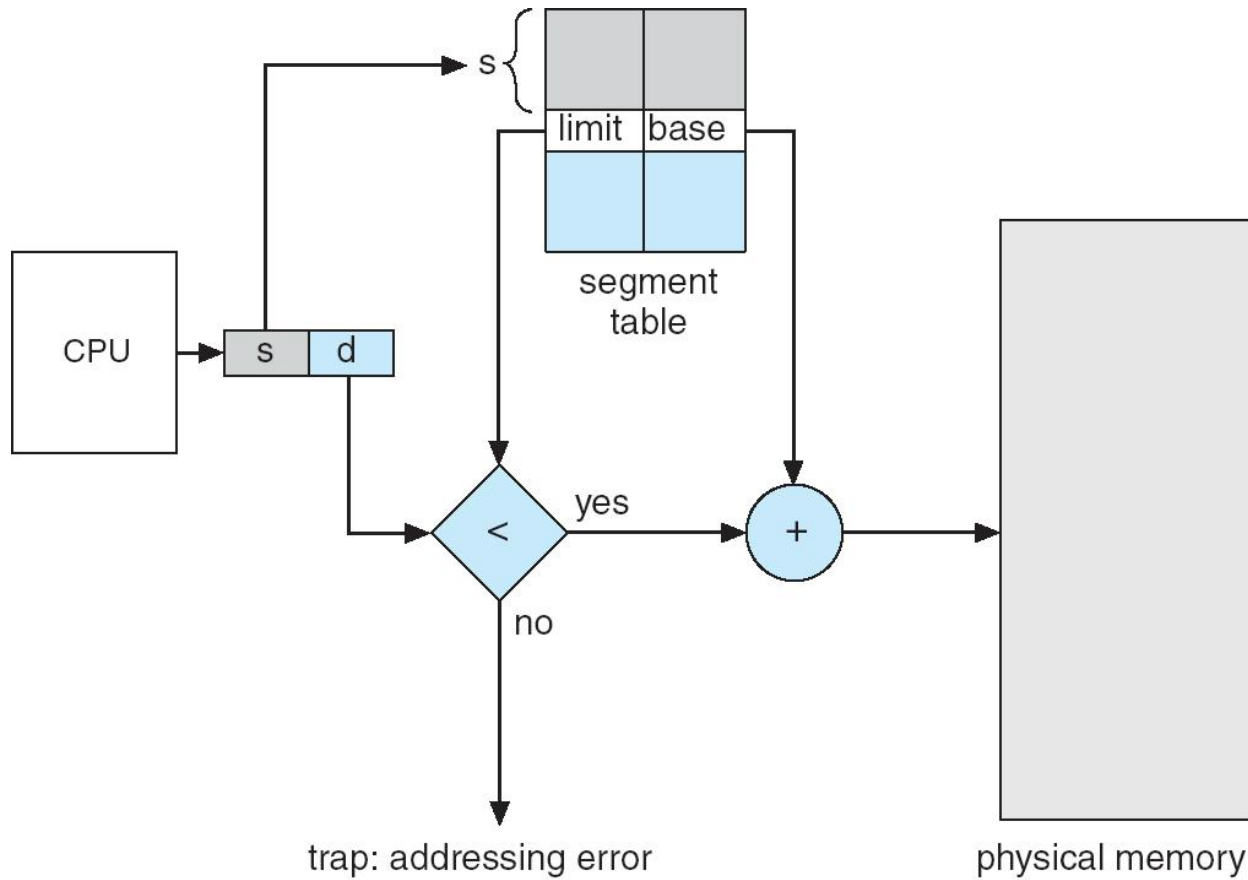 s
limit base
segment
table
CPU
s d
<
yes
+
no
trap: addressing error
physical memory